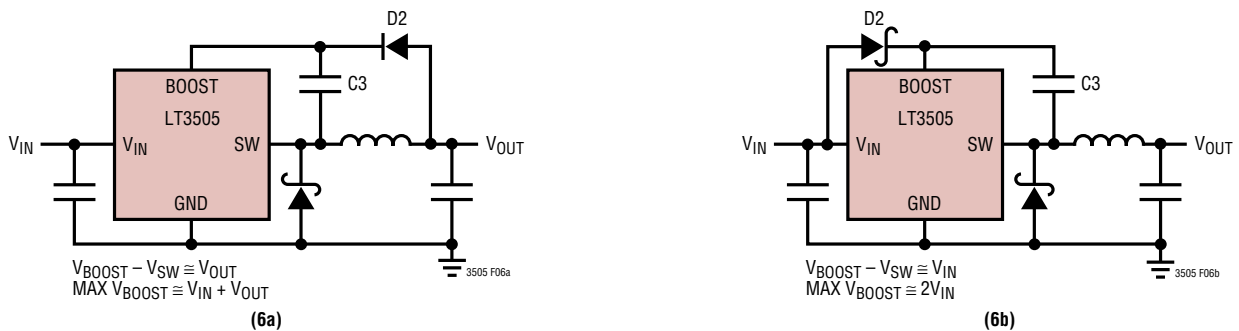 D2
C3
BOOST
LT3505
V_IN
V_IN
SW
V_OUT
GND
V_BOOST – V_SW ≅ V_OUT
MAX V_BOOST ≅ V_IN + V_OUT
3505 F06a
(6a)
D2
C3
BOOST
LT3505
V_IN
V_IN
SW
V_OUT
GND
V_BOOST – V_SW ≅ V_IN
MAX V_BOOST ≅ 2V_IN
3505 F06b
(6b)